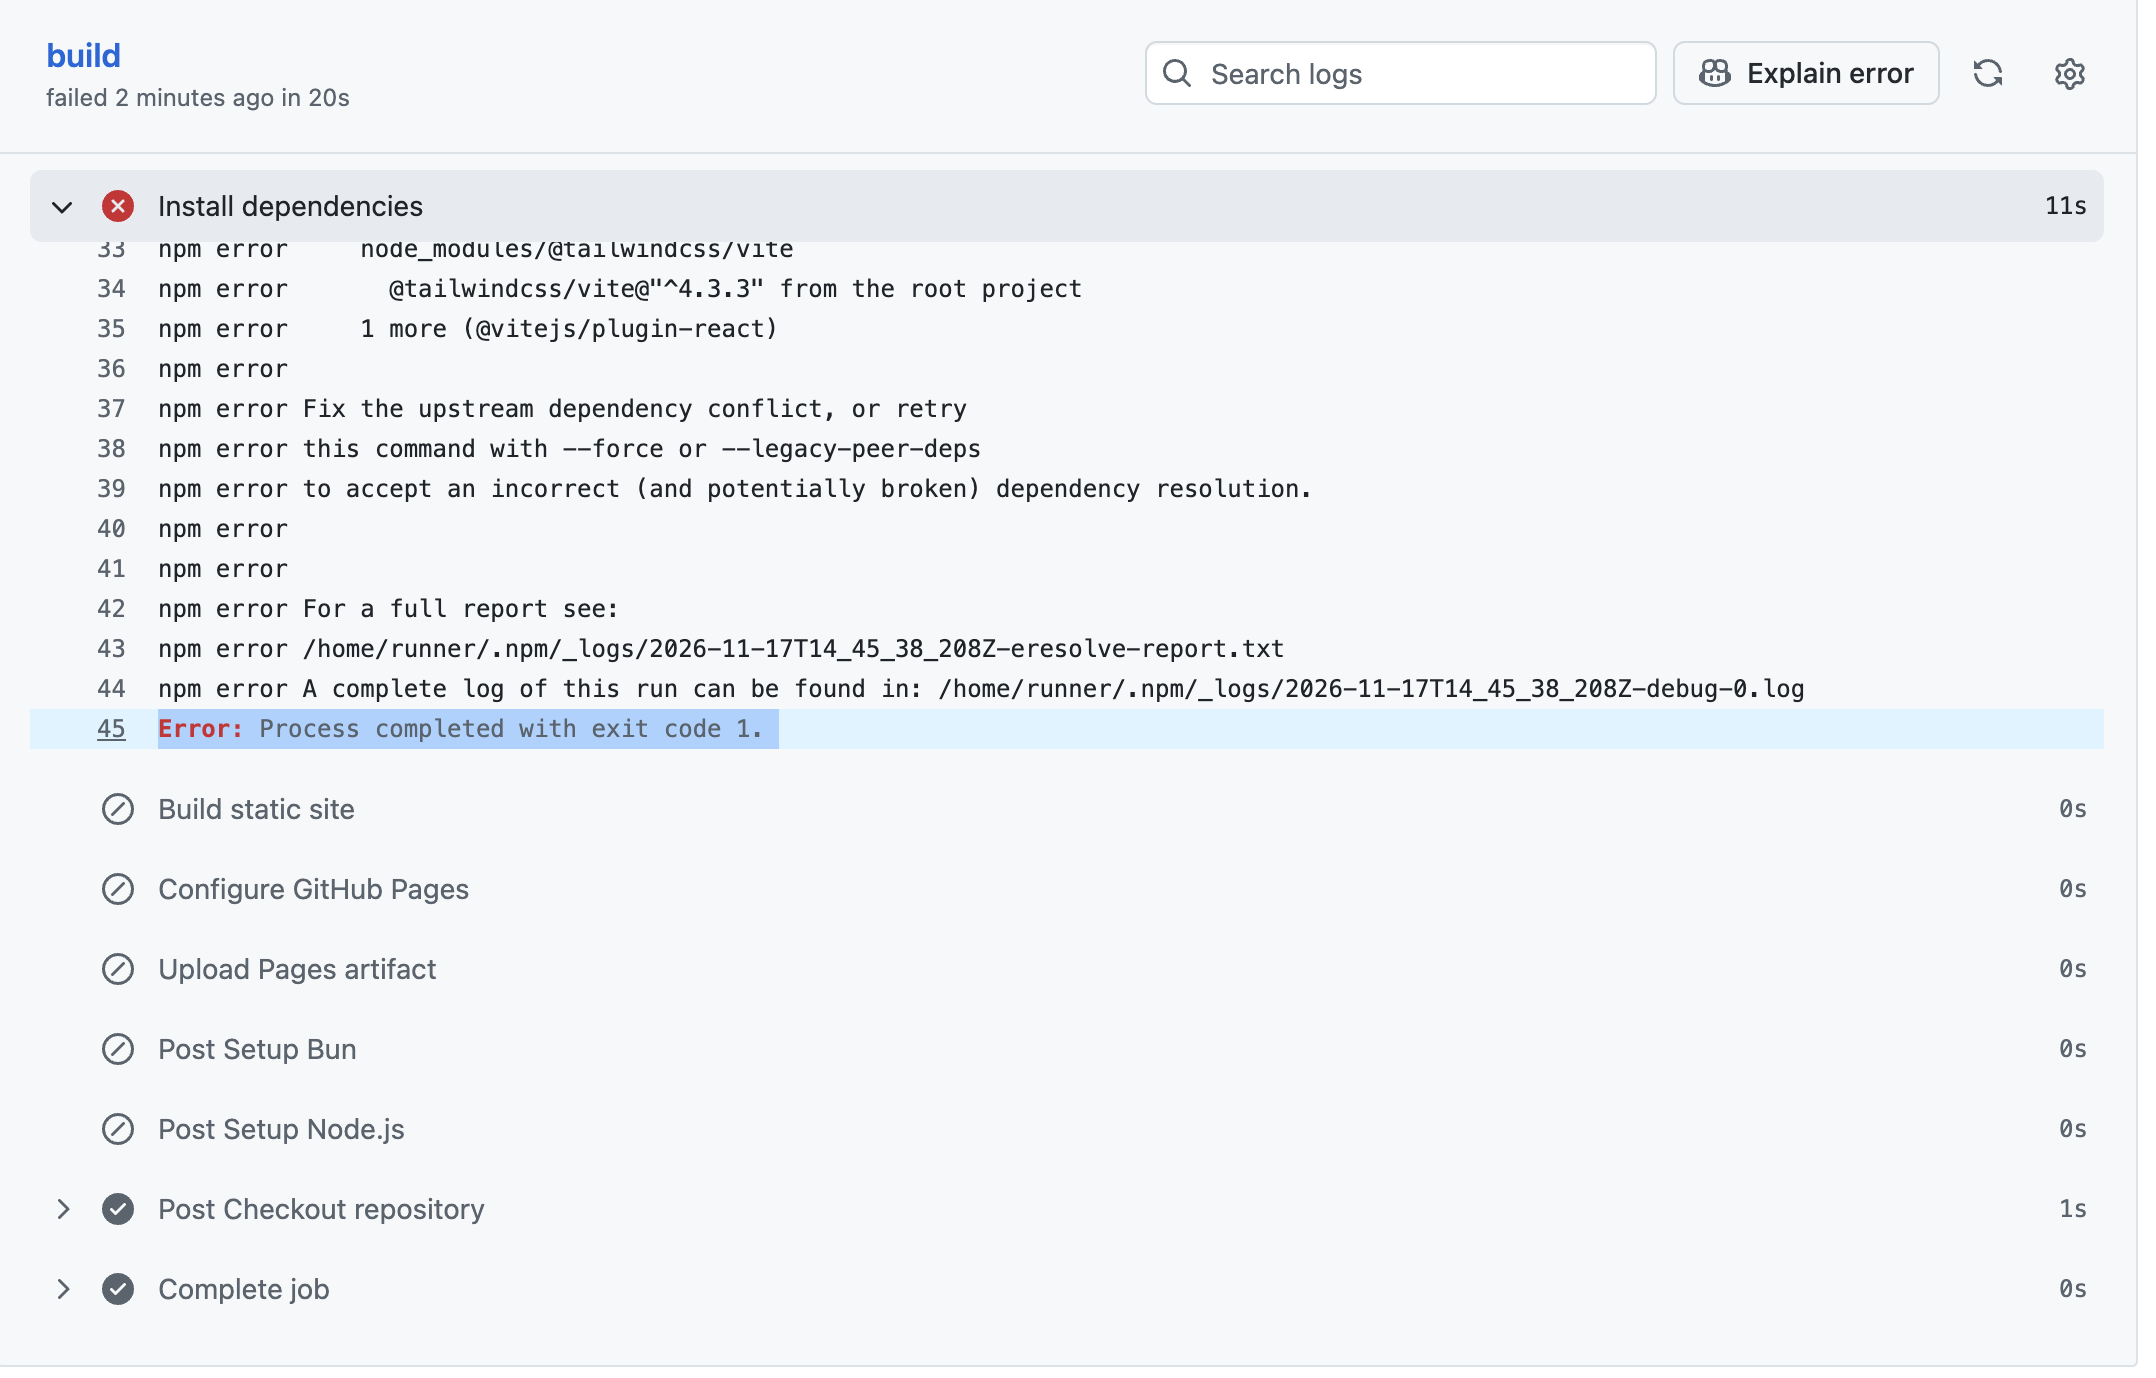 build
failed 2 minutes ago in 20s
Search logs
Explain error
Install dependencies
11s
33 npm error     node_modules/@tailwindcss/vite
34 npm error       @tailwindcss/vite@"^4.3.3" from the root project
35 npm error     1 more (@vitejs/plugin-react)
36 npm error
37 npm error Fix the upstream dependency conflict, or retry
38 npm error this command with --force or --legacy-peer-deps
39 npm error to accept an incorrect (and potentially broken) dependency resolution.
40 npm error
41 npm error
42 npm error For a full report see:
43 npm error /home/runner/.npm/_logs/2026-11-17T14_45_38_208Z-eresolve-report.txt
44 npm error A complete log of this run can be found in: /home/runner/.npm/_logs/2026-11-17T14_45_38_208Z-debug-0.log
45 Error: Process completed with exit code 1.
Build static site
0s
Configure GitHub Pages
0s
Upload Pages artifact
0s
Post Setup Bun
0s
Post Setup Node.js
0s
Post Checkout repository
1s
Complete job
0s